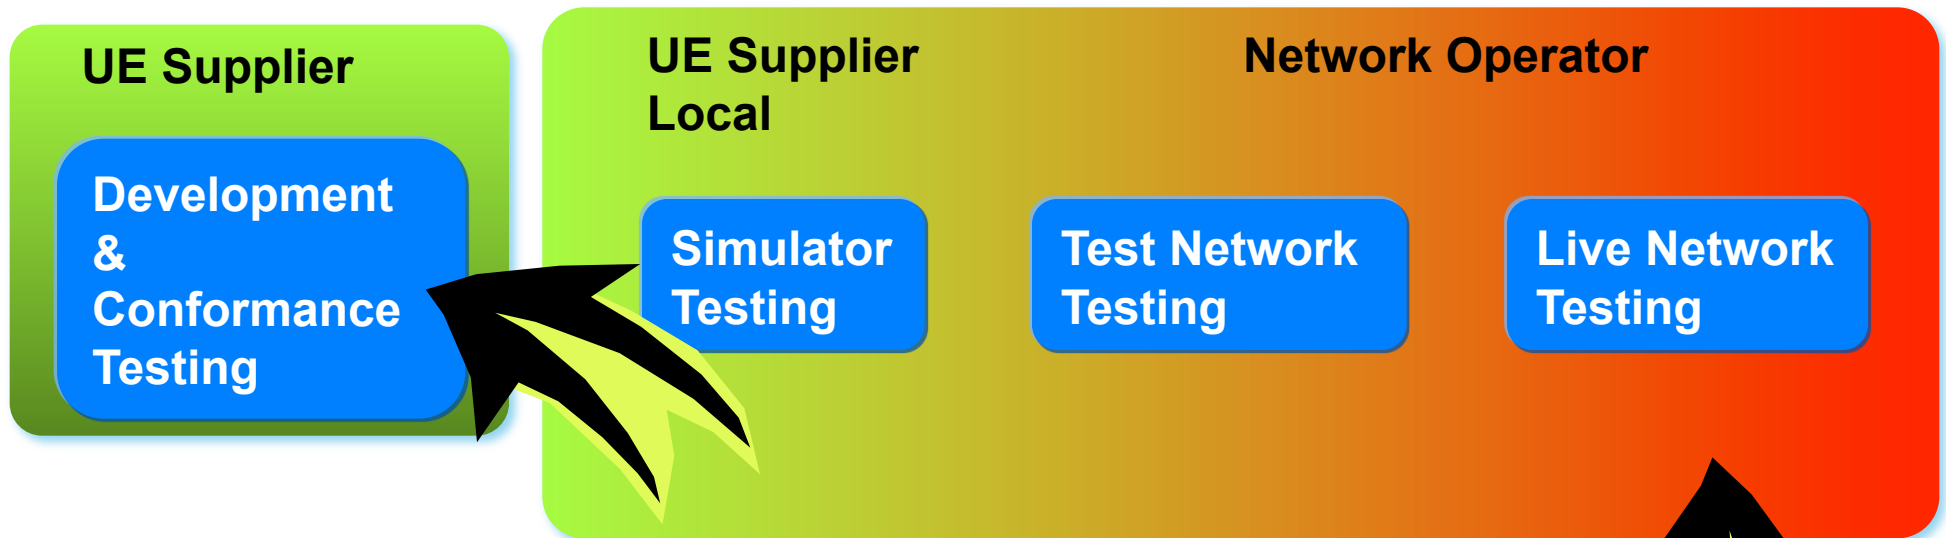 UE Supplier
Development
&
Conformance
Testing
UE Supplier
Local
Network Operator
Simulator
Testing
Test Network
Testing
Live Network
Testing